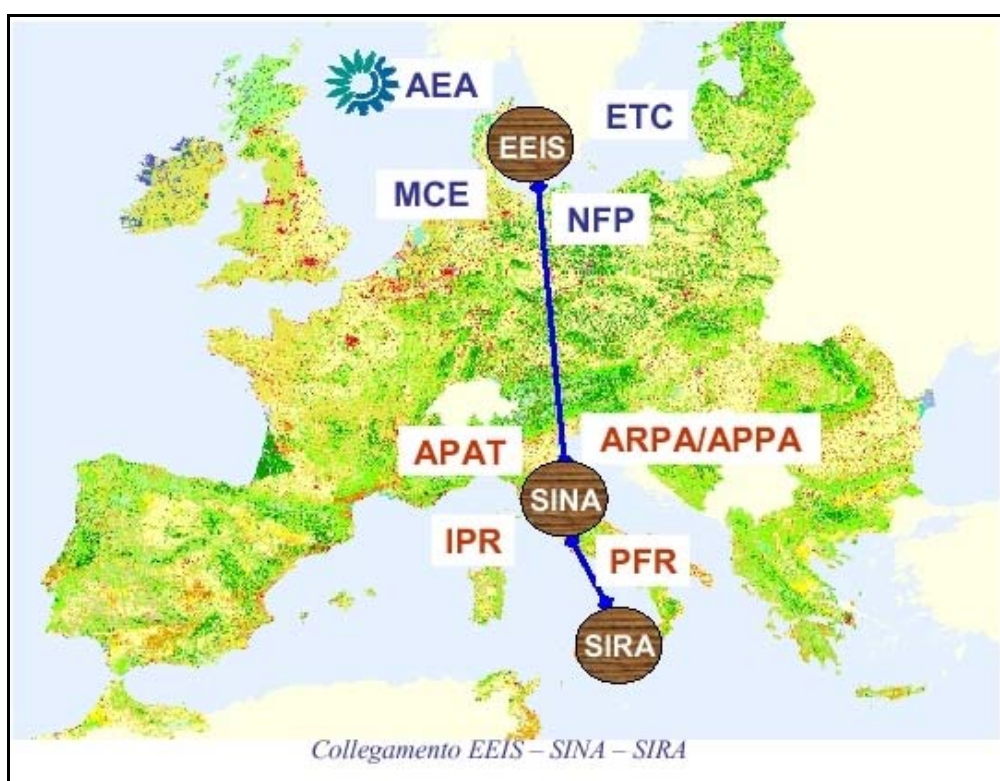 AEA
ETC
EEIS
MCE
NFP
ARPA/APPA
APAT
SINA
IPR
PFR
SIRA
Collegamento EEIS – SINA – SIRA